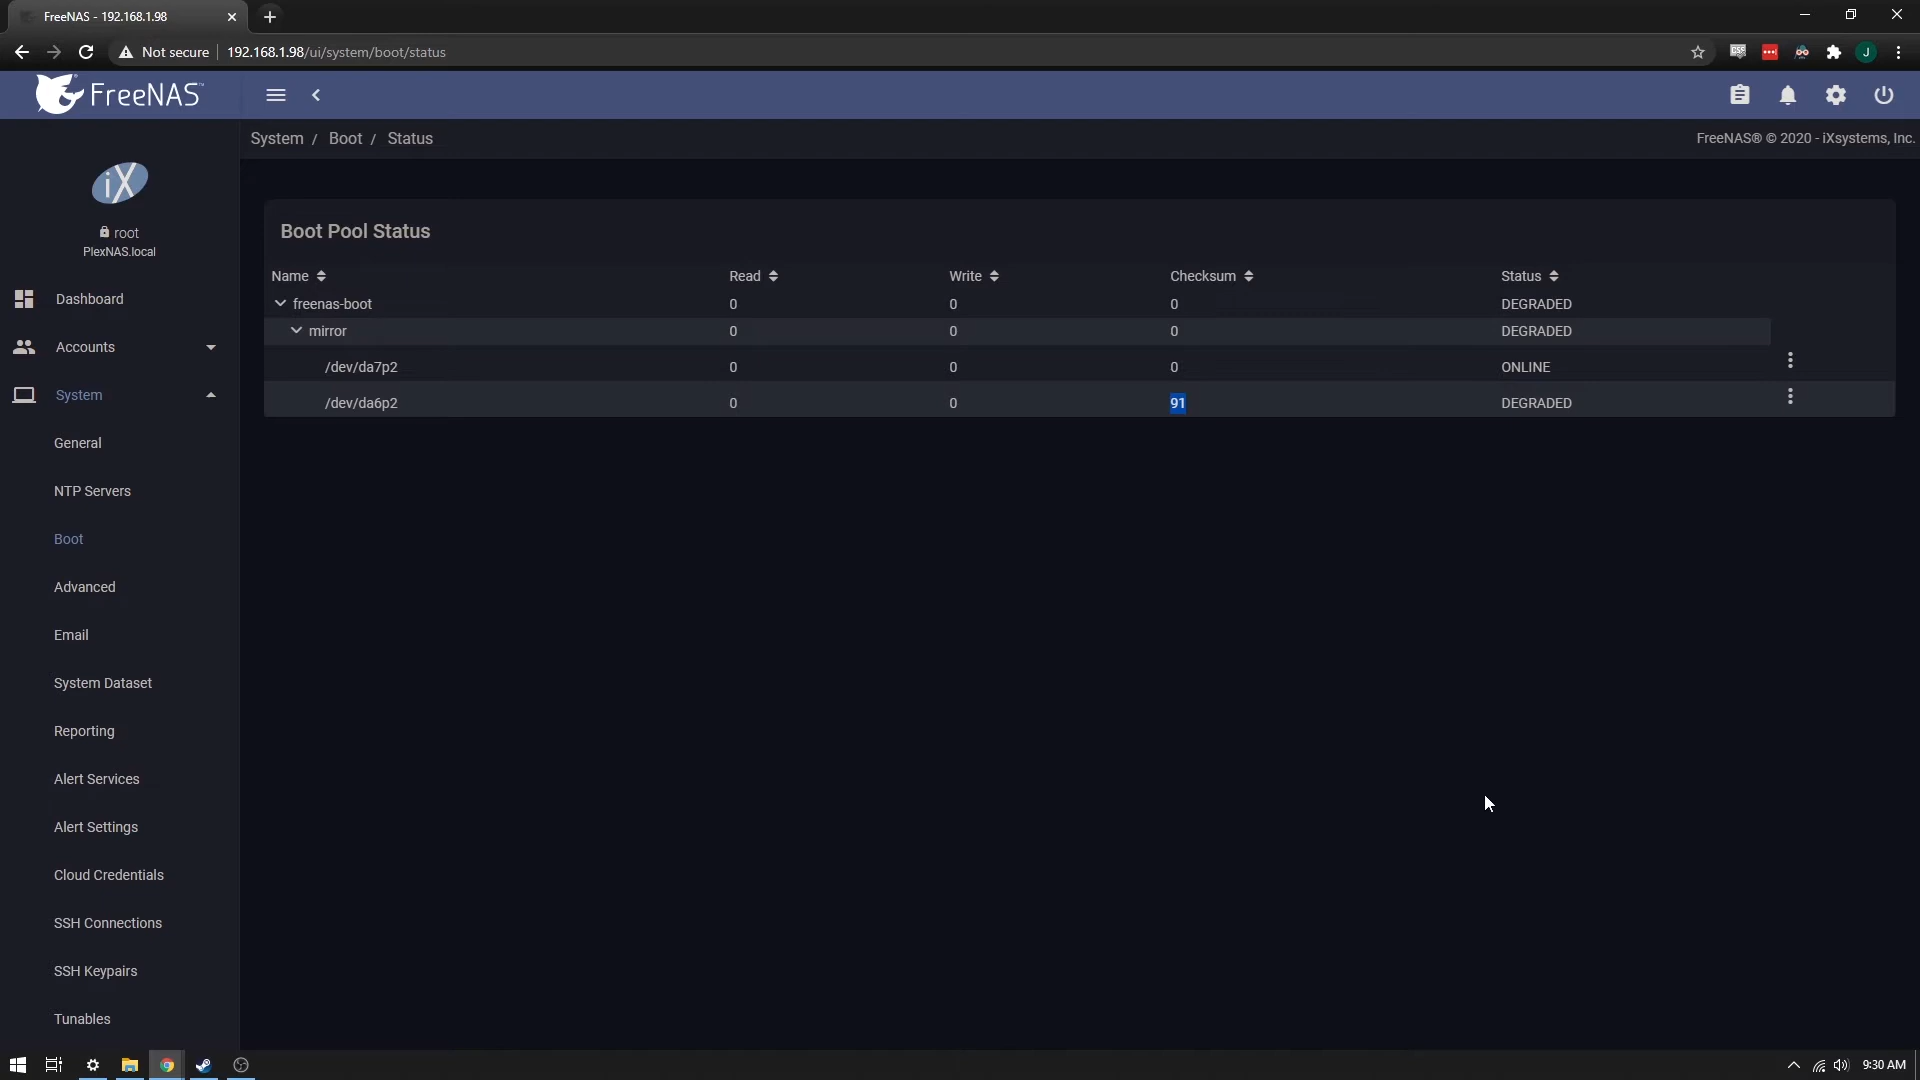 FreeNAS - 192.168.1.98
Not secure 192.168.1.98/ui/system/boot/status
J
FreeNAS™
System / Boot / Status
FreeNAS® © 2020 - iXsystems, Inc.
iX
root
PlexNAS.local
Dashboard
Accounts
System
General
NTP Servers
Boot
Advanced
Email
System Dataset
Reporting
Alert Services
Alert Settings
Cloud Credentials
SSH Connections
SSH Keypairs
Tunables
Boot Pool Status
Name Read Write Checksum Status
freenas-boot 0 0 0 DEGRADED
mirror 0 0 0 DEGRADED
/dev/da7p2 0 0 0 ONLINE
/dev/da6p2 0 0 91 DEGRADED
9:30 AM